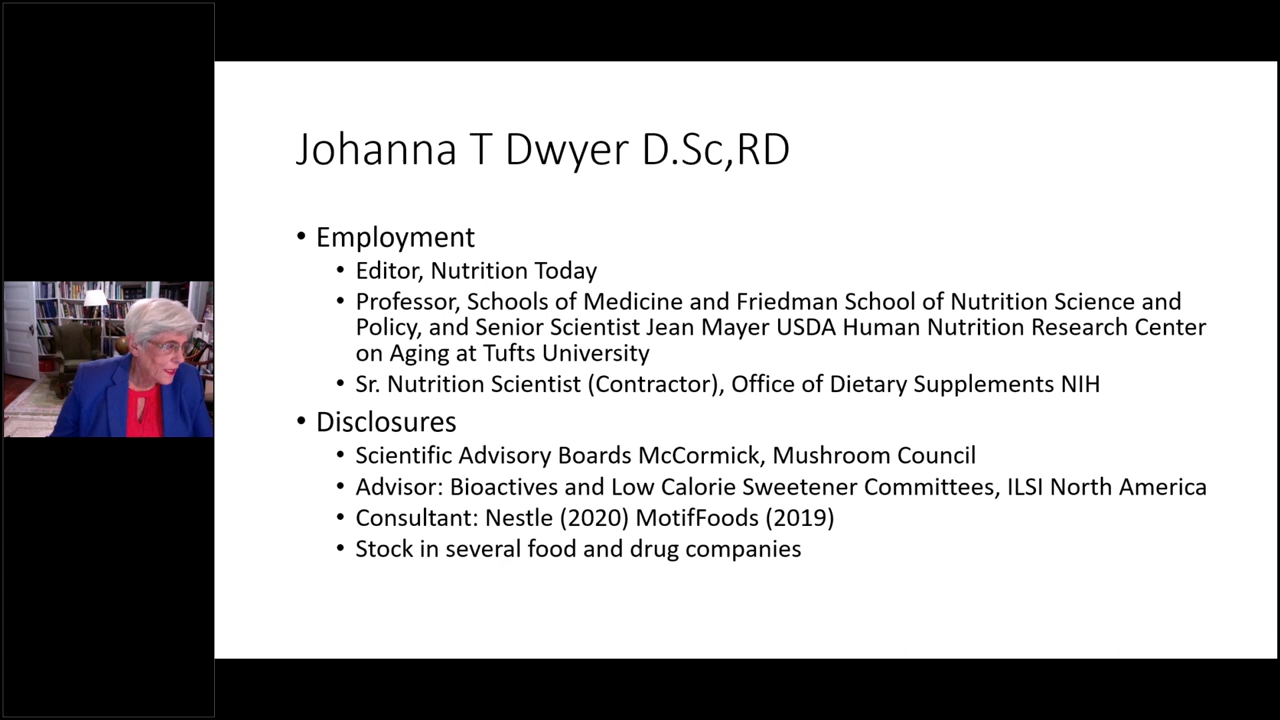 Johanna T Dwyer D.Sc,RD
• Employment
• Editor, Nutrition Today
• Professor, Schools of Medicine and Friedman School of Nutrition Science and
Policy, and Senior Scientist Jean Mayer USDA Human Nutrition Research Center
on Aging at Tufts University
• Sr. Nutrition Scientist (Contractor), Office of Dietary Supplements NIH
• Disclosures
• Scientific Advisory Boards McCormick, Mushroom Council
• Advisor: Bioactives and Low Calorie Sweetener Committees, ILSI North America
• Consultant: Nestle (2020) MotifFoods (2019)
• Stock in several food and drug companies